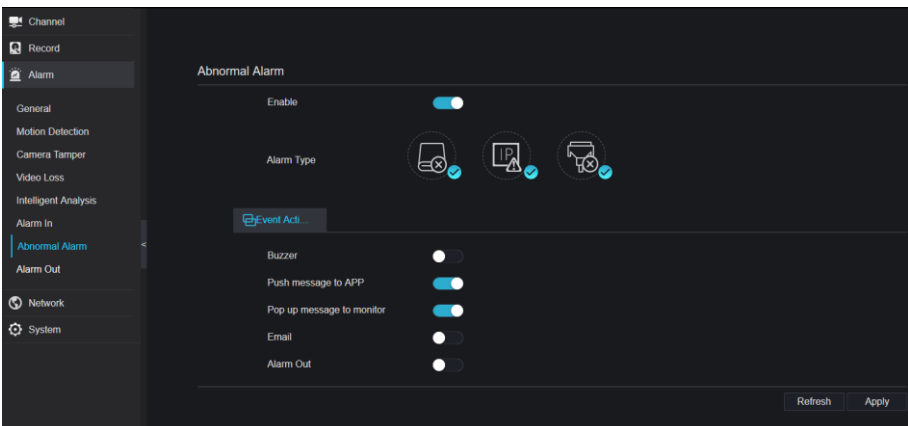 Channel
Record
Alarm
General
Motion Detection
Camera Tamper
Video Loss
Intelligent Analysis
Alarm In
Abnormal Alarm
Alarm Out
Network
System
<
Abnormal Alarm
Enable
Alarm Type
IP
Event Acti...
Buzzer
Push message to APP
Pop up message to monitor
Email
Alarm Out
Refresh Apply